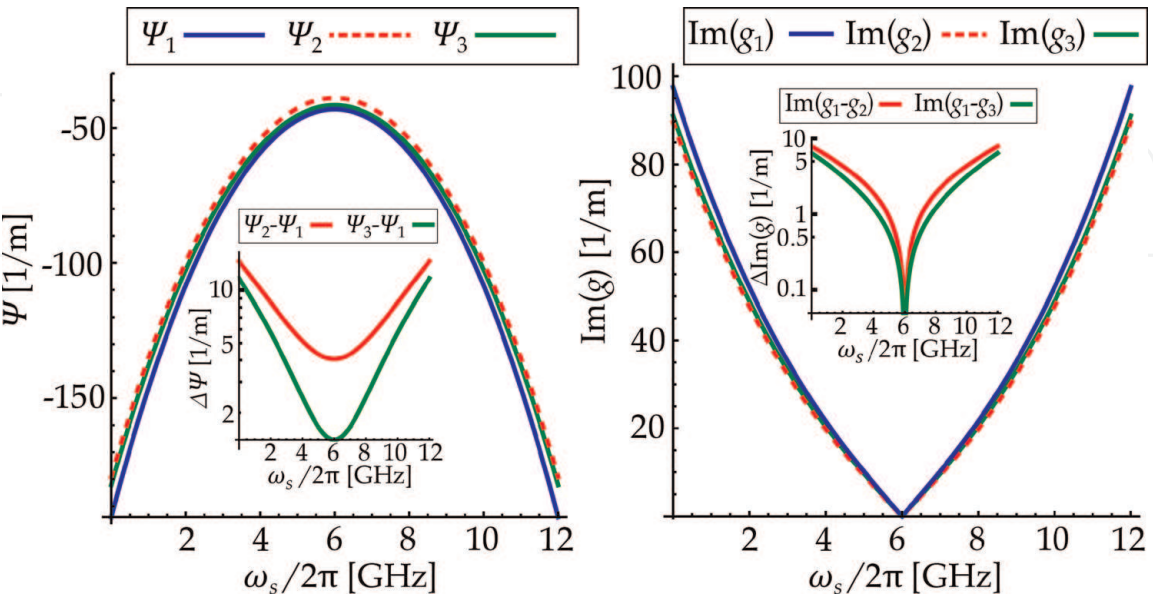 Ψ1 Ψ2 Ψ3
-50
-100
-150
Ψ [1/m]
Ψ2-Ψ1 Ψ3-Ψ1
10
5
2
ΔΨ [1/m]
2 4 6 8 10 12
ωs/2π [GHz]
2 4 6 8 10 12
ωs/2π [GHz]
Im(g1) Im(g2) Im(g3)
100
80
60
40
20
Im(g) [1/m]
Im(g1-g2) Im(g1-g3)
10
5
1
0.5
0.1
ΔIm(g) [1/m]
2 4 6 8 10 12
ωs/2π [GHz]
2 4 6 8 10 12
ωs/2π [GHz]